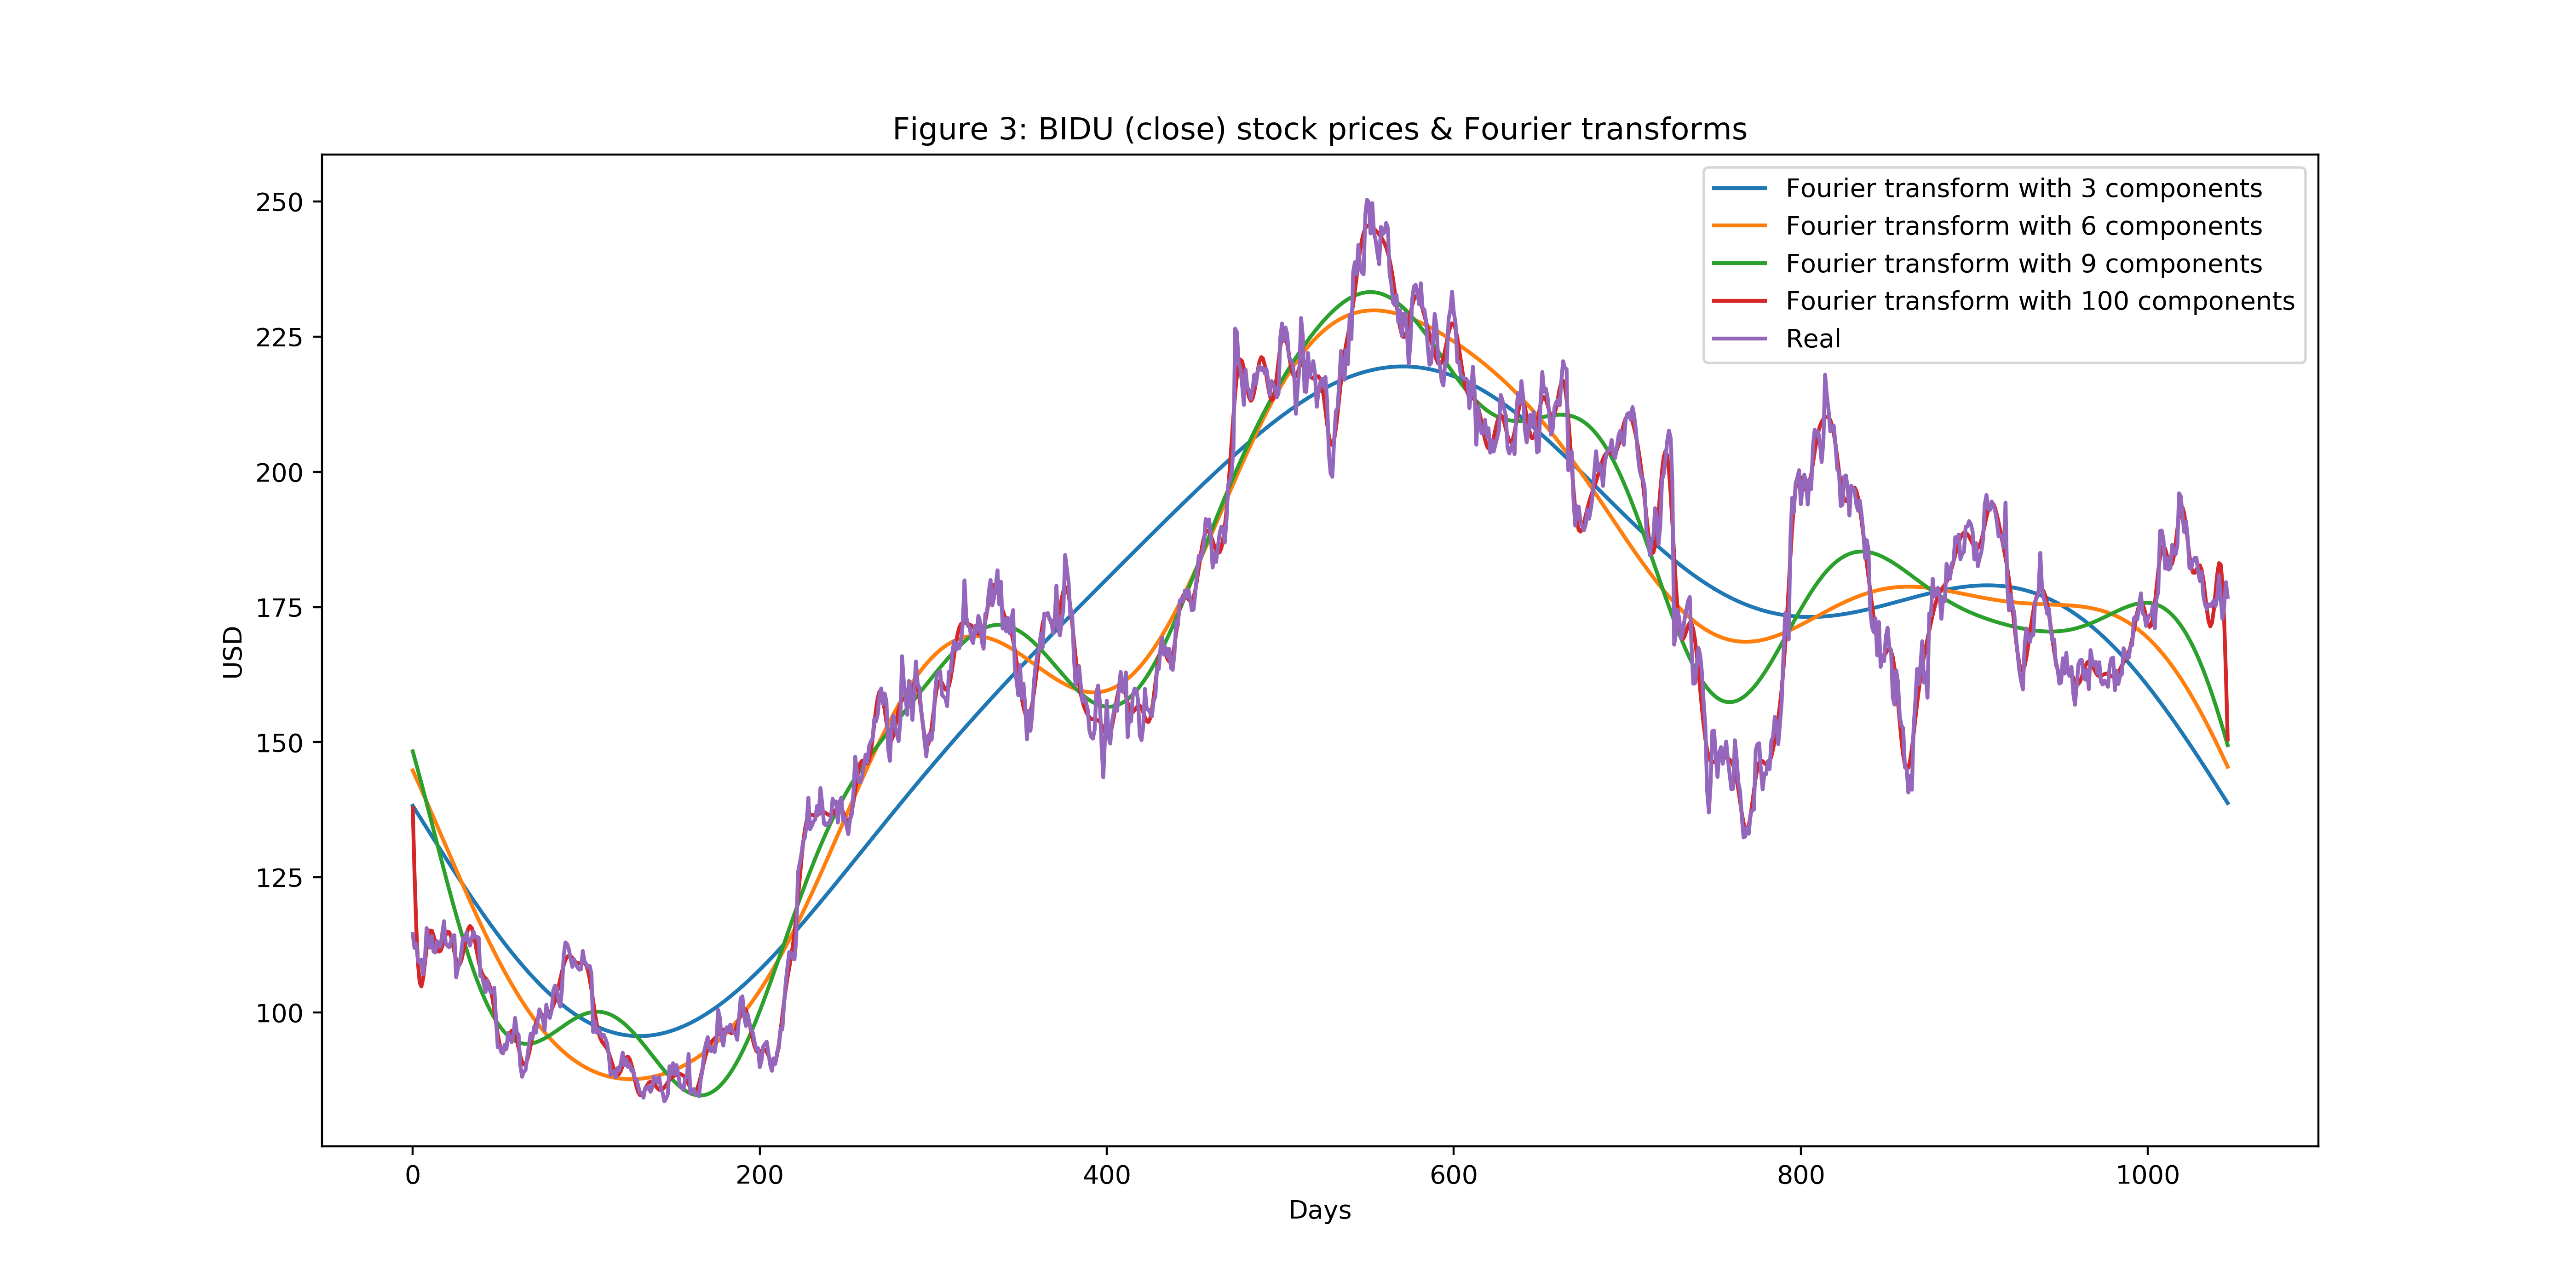 Figure 3: BIDU (close) stock prices & Fourier transforms
Fourier transform with 3 components
Fourier transform with 6 components
Fourier transform with 9 components
Fourier transform with 100 components
Real
250
225
200
175
150
125
100
USD
0 200 400 600 800 1000
Days